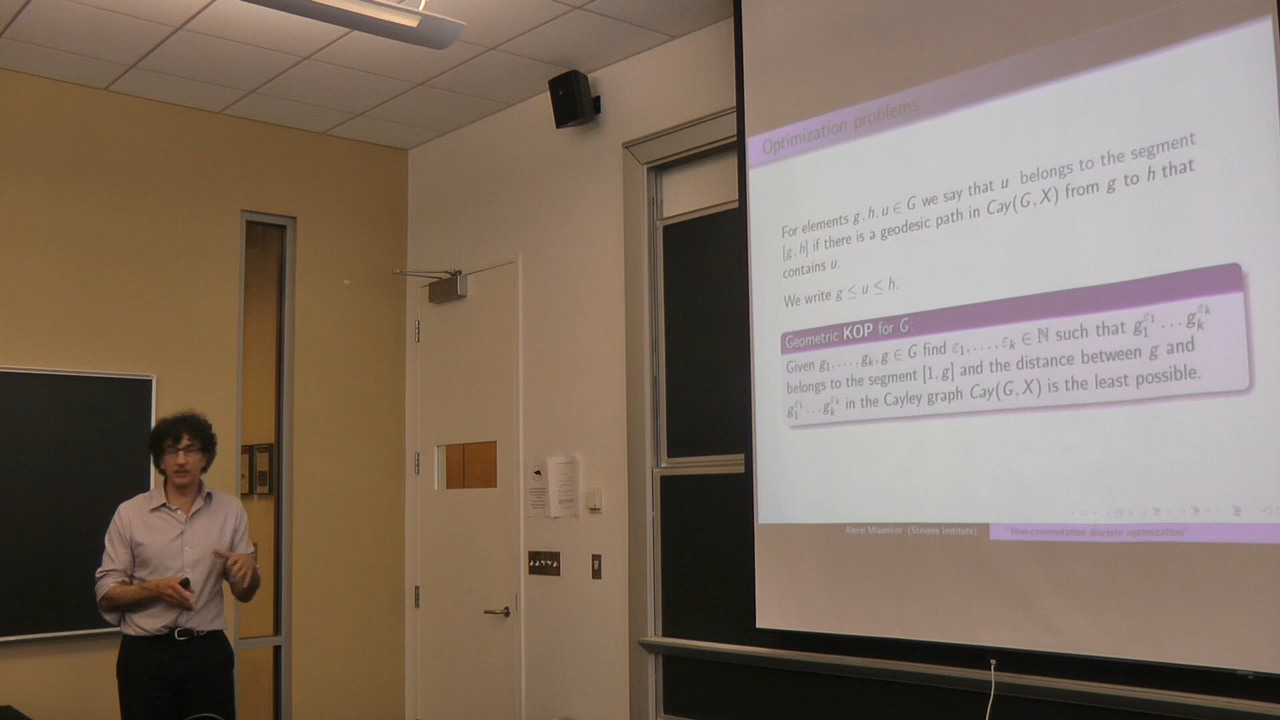 Optimization problems
For elements g, h, u ∈ G we say that u belongs to the segment
[g, h] if there is a geodesic path in Cay(G, X) from g to h that
contains u.
We write g ≤ u ≤ h.
Geometric KOP for G:
Given g₁, . . . , gₖ, g ∈ G find ε₁, . . . , εₖ ∈ ℕ such that g₁^ε₁ . . . gₖ^εₖ
belongs to the segment [1, g] and the distance between g and
g₁^ε₁ . . . gₖ^εₖ in the Cayley graph Cay(G, X) is the least possible.
Alexei Miasnikov (Stevens Institute)
"Non-commutative discrete optimization"